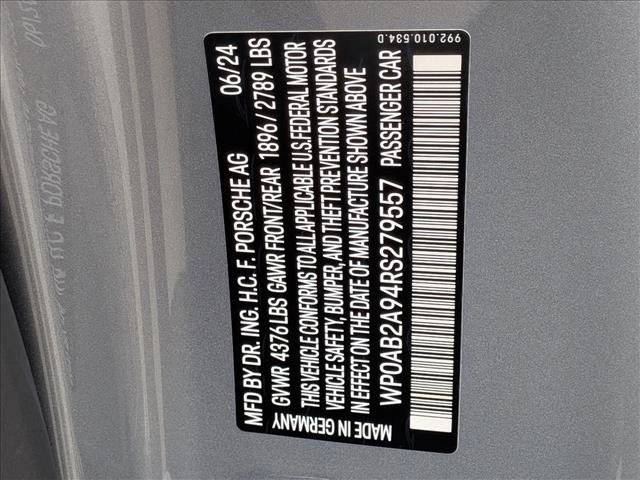 MFD BY DR. ING. H.C. F. PORSCHE AG 06/24
GVWR 4376 LBS GAWR FRONT/REAR 1896 / 2789 LBS
THIS VEHICLE CONFORMS TO ALL APPLICABLE U.S. FEDERAL MOTOR
VEHICLE SAFETY, BUMPER, AND THEFT PREVENTION STANDARDS
IN EFFECT ON THE DATE OF MANUFACTURE SHOWN ABOVE
MADE IN GERMANY WP0AB2A94RS279557 PASSENGER CAR
992.010.534.D